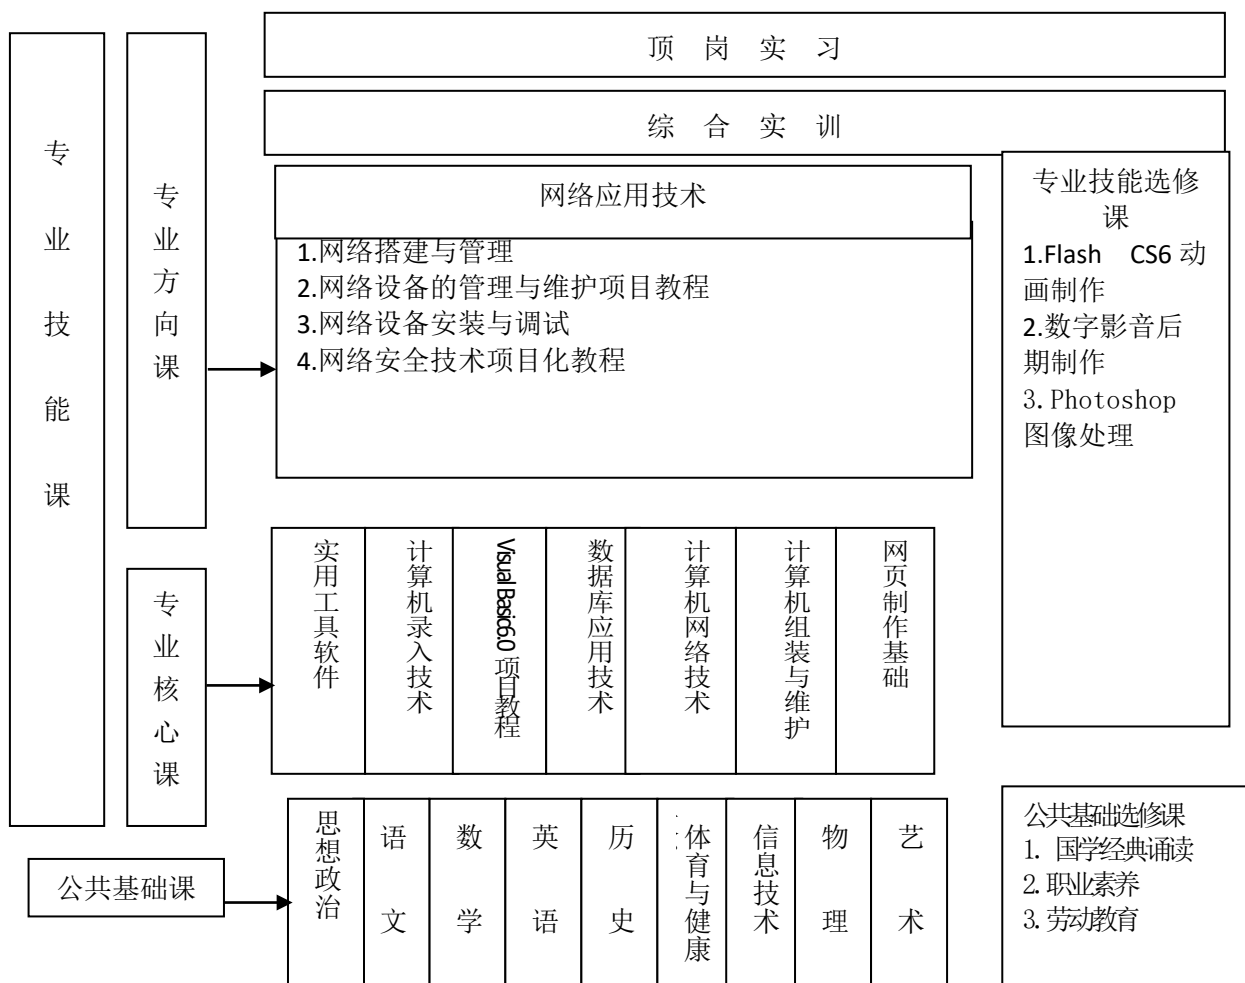 顶岗实习
综合实训
专业技能课
专业方向课
网络应用技术
1.网络搭建与管理
2.网络设备的管理与维护项目教程
3.网络设备安装与调试
4.网络安全技术项目化教程
专业技能选修
课
1.Flash CS6 动
画制作
2.数字影音后
期制作
3.Photoshop
图像处理
专业核心课
实用工具软件
计算机录入技术
Visual Basic6.0 项目教程
数据库应用技术
计算机网络技术
计算机组装与维护
网页制作基础
公共基础课
思想政治
语文
数学
英语
历史
体育与健康
信息技术
物理
艺术
公共基础选修课
1. 国学经典诵读
2.职业素养
3.劳动教育